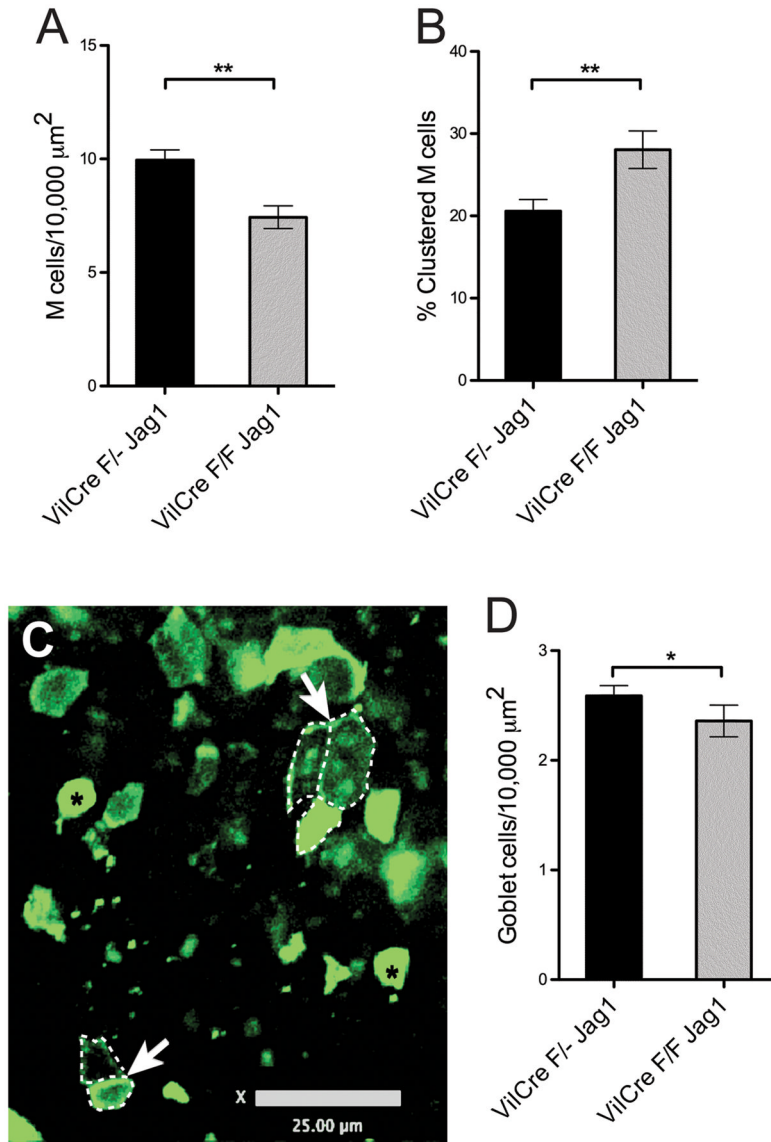 A
15
10
5
0
M cells/10,000 μm2
**
VilCre F/- Jag1
VilCre F/F Jag1
B
40
30
20
10
0
% Clustered M cells
**
VilCre F/- Jag1
VilCre F/F Jag1
C
*
*
X
25.00 μm
D
3
2
1
0
Goblet cells/10,000 μm2
*
VilCre F/- Jag1
VilCre F/F Jag1